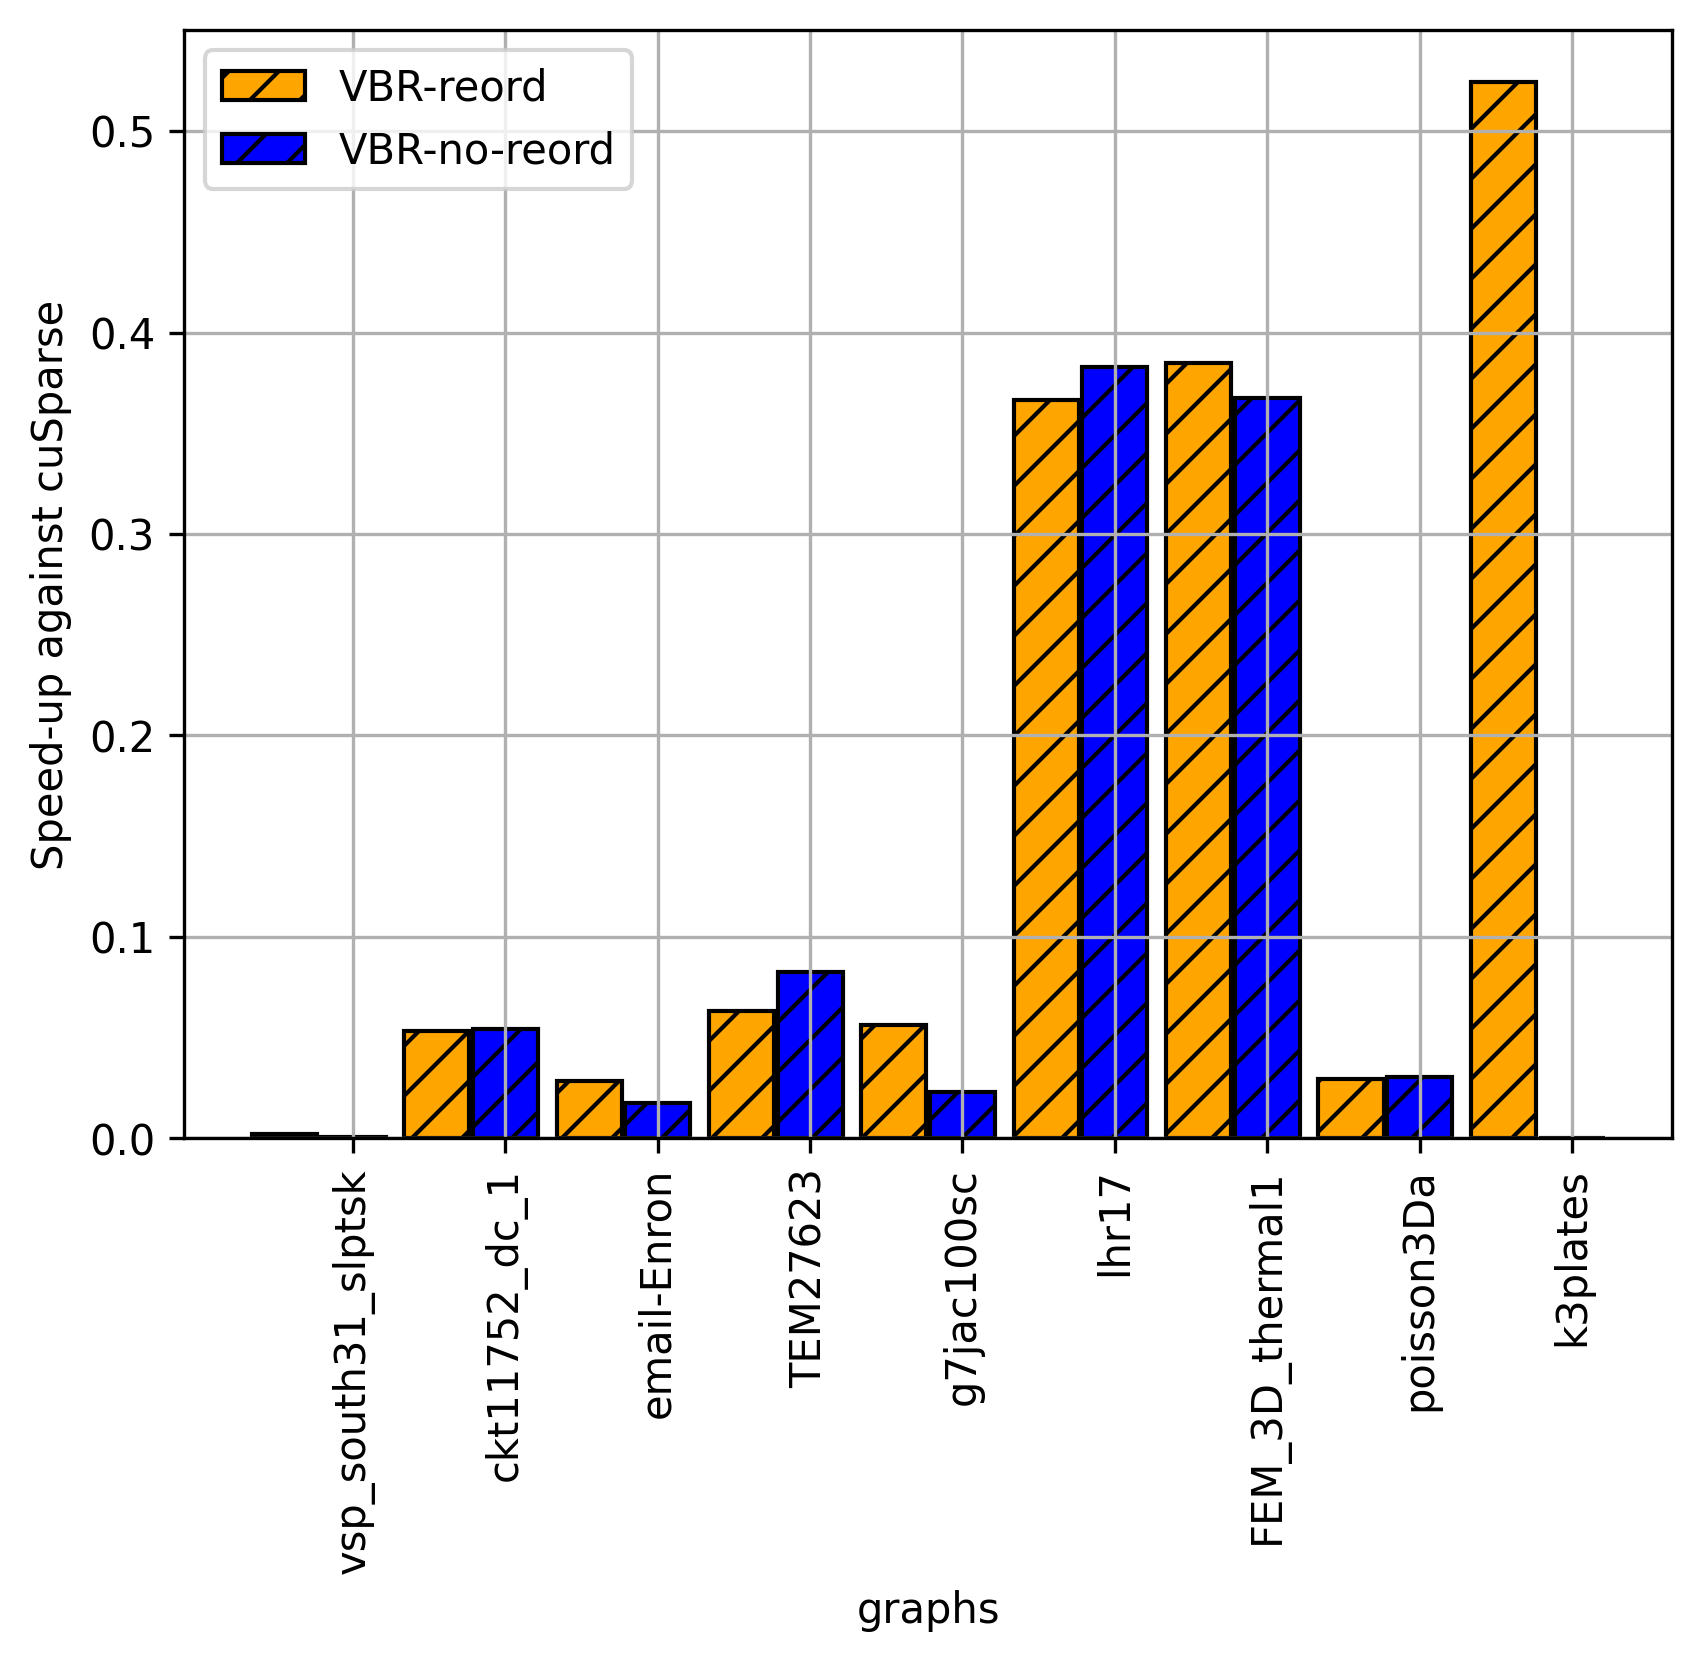 VBR-reord
VBR-no-reord
Speed-up against cuSparse
0.5
0.4
0.3
0.2
0.1
0.0
vsp_south31_slptsk
ckt11752_dc_1
email-Enron
TEM27623
g7jac100sc
lhr17
FEM_3D_thermal1
poisson3Da
k3plates
graphs